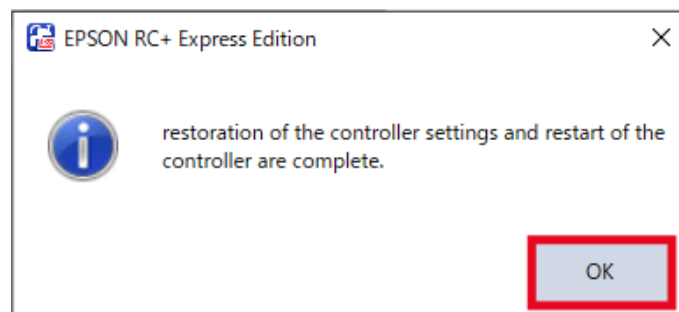 EPSON RC+ Express Edition
restoration of the controller settings and restart of the
controller are complete.
OK